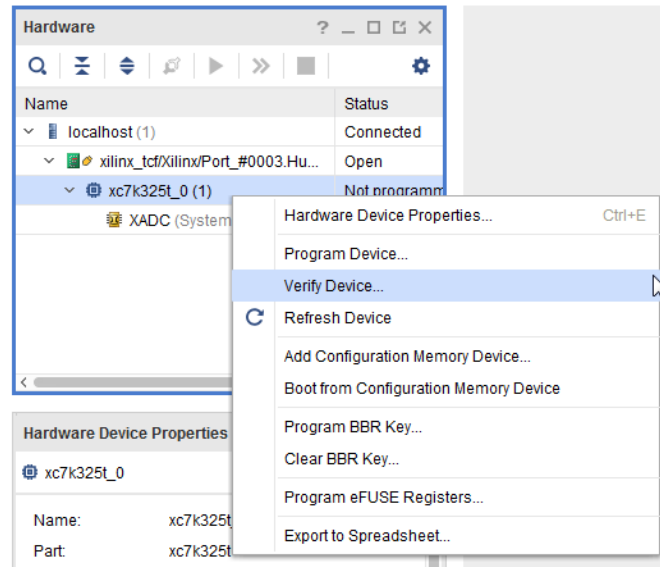 Hardware ? _ □
Name Status
localhost (1) Connected
xilinx_tcf/Xilinx/Port_#0003.Hu... Open
xc7k325t_0 (1) Not programm
XADC (System
Hardware Device Properties... Ctrl+E
Program Device...
Verify Device...
Refresh Device
Add Configuration Memory Device...
Boot from Configuration Memory Device
Program BBR Key...
Clear BBR Key...
Program eFUSE Registers...
Export to Spreadsheet...
Hardware Device Properties
xc7k325t_0
Name: xc7k325t
Part: xc7k325t